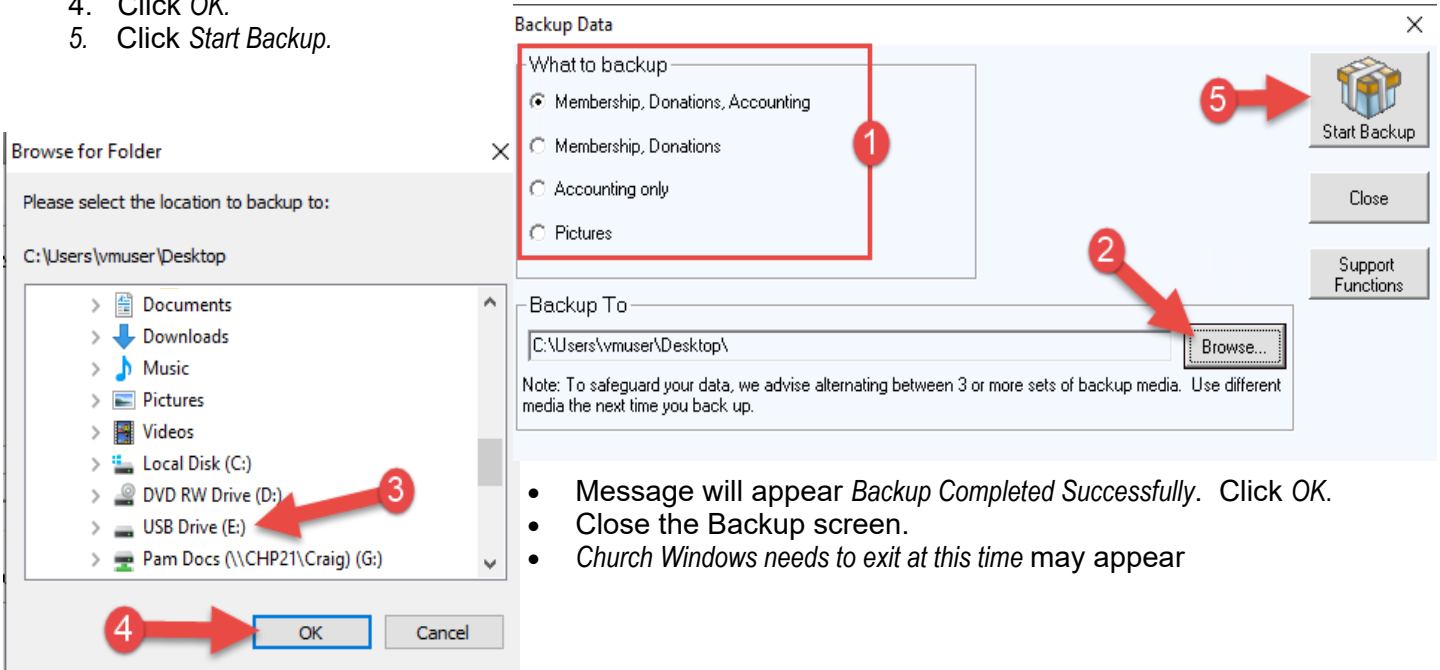 4. Click OK.
5. Click Start Backup.
Browse for Folder
Please select the location to backup to:
C:\Users\vmuser\Desktop
Documents
Downloads
Music
Pictures
Videos
Local Disk (C:)
DVD RW Drive (D:)
3
USB Drive (E:)
Pam Docs (\\CHP21\Craig) (G:)
4
OK
Cancel
Backup Data
What to backup
Membership, Donations, Accounting
Membership, Donations
Accounting only
Pictures
1
5
Start Backup
Close
Support
Functions
2
Backup To
C:\Users\vmuser\Desktop\
Browse...
Note: To safeguard your data, we advise alternating between 3 or more sets of backup media. Use different
media the next time you back up.
• Message will appear Backup Completed Successfully. Click OK.
• Close the Backup screen.
• Church Windows needs to exit at this time may appear